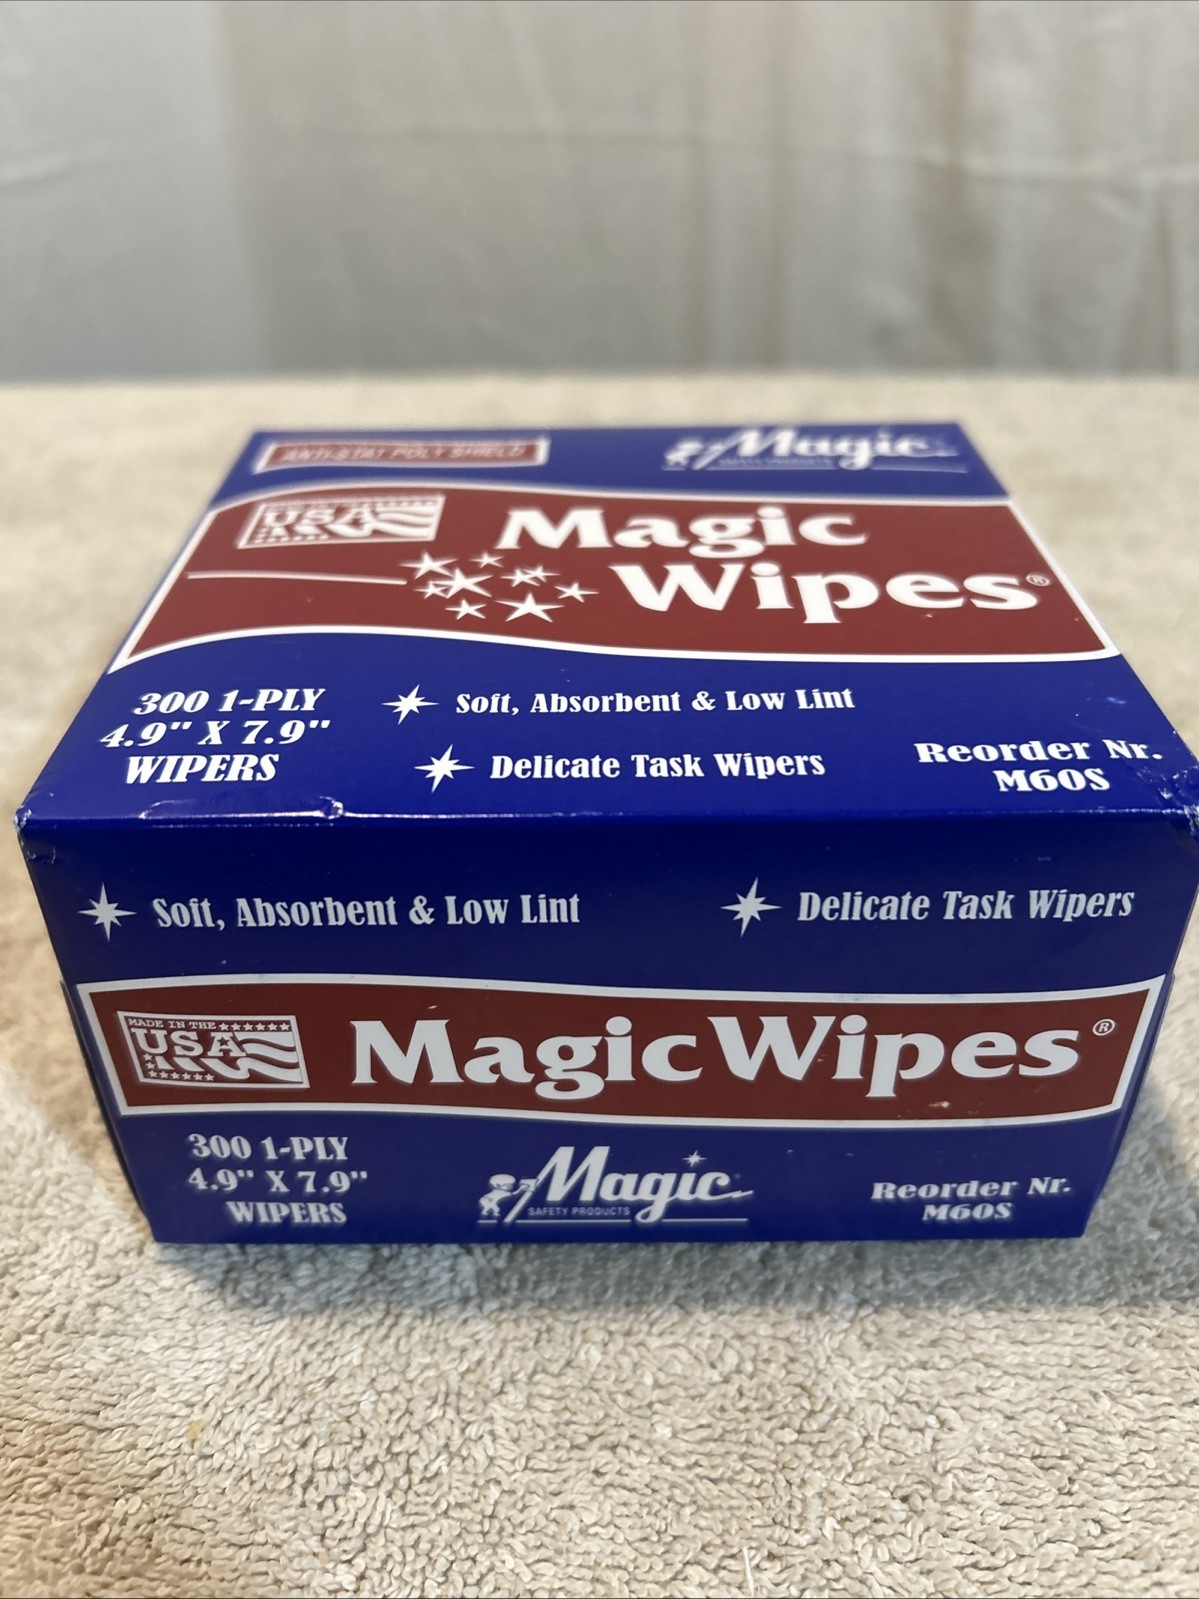 ANTI-STAT POLY SHIELD
Magic
USA
Magic
Wipes®
300 1-PLY
4.9" X 7.9"
WIPERS
Soft, Absorbent & Low Lint
Delicate Task Wipers
Reorder Nr.
M60S
Soft, Absorbent & Low Lint
Delicate Task Wipers
MADE IN THE
USA
Magic Wipes®
300 1-PLY
4.9" X 7.9"
WIPERS
Magic
SAFETY PRODUCTS
Reorder Nr.
M60S